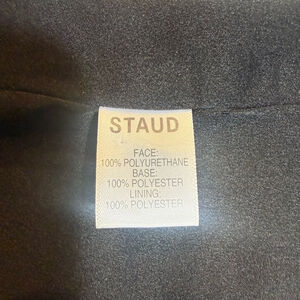 STAUD
FACE:
100% POLYURETHANE
BASE:
100% POLYESTER
LINING:
100% POLYESTER